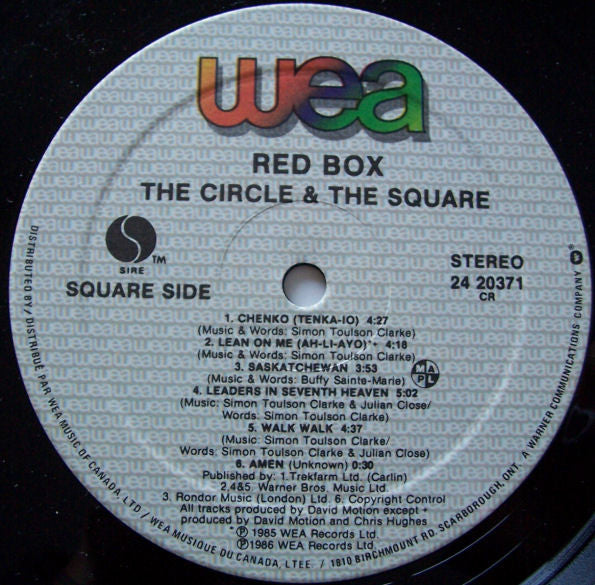 wea
RED BOX
THE CIRCLE & THE SQUARE
SIRE TM
SQUARE SIDE
STEREO
24 20371
CR
1. CHENKO (TENKA-IO) 4:27
(Music & Words: Simon Toulson Clarke)
2. LEAN ON ME (AH-LI-AYO)*+ 4:18
(Music & Words: Simon Toulson Clarke)
3. SASKATCHEWAN 3:53
(Music & Words: Buffy Sainte-Marie)
MAPL
4. LEADERS IN SEVENTH HEAVEN 5:02
(Music: Simon Toulson Clarke & Julian Close/
Words: Simon Toulson Clarke)
5. WALK WALK 4:37
(Music: Simon Toulson Clarke/
Words: Simon Toulson Clarke & Julian Close)
6. AMEN (Unknown) 0:30
Published by: 1.Trekfarm Ltd. (Carlin)
2,4&5. Warner Bros. Music Ltd.
3. Rondor Music (London) Ltd. 6. Copyright Control
All tracks produced by David Motion except +
produced by David Motion and Chris Hughes
℗ 1985 WEA Records Ltd.
℗ 1986 WEA Records Ltd.
DISTRIBUTED BY / DISTRIBUÉ PAR WEA MUSIC OF CANADA, LTD / WEA MUSIQUE DU CANADA, LTEE. / 1810 BIRCHMOUNT RD. SCARBOROUGH, ONT. A WARNER COMMUNICATIONS COMPANY ®